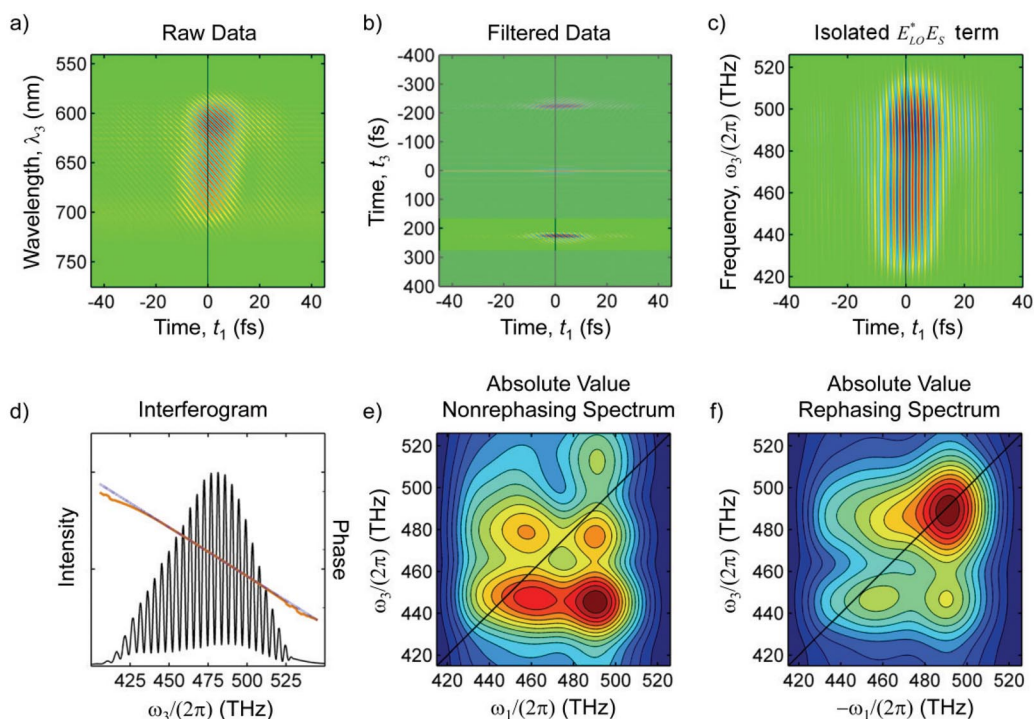 a)
Raw Data
Wavelength, λ3 (nm)
550
600
650
700
750
-40
-20
0
20
40
Time, t1 (fs)
b)
Filtered Data
Time, t3 (fs)
-400
-300
-200
-100
0
100
200
300
400
-40
-20
0
20
40
Time, t1 (fs)
c)
Isolated E*LO ES term
Frequency, ω3/(2π) (THz)
500
480
460
440
420
-40
-20
0
20
40
Time, t1 (fs)
d)
Interferogram
Intensity
Phase
425
475
525
ω3/(2π) (THz)
e)
Absolute Value
Nonrephasing Spectrum
ω3/(2π) (THz)
520
500
480
460
440
420
420
440
460
480
500
520
ω1/(2π) (THz)
f)
Absolute Value
Rephasing Spectrum
ω3/(2π) (THz)
520
500
480
460
440
420
420
440
460
480
500
520
−ω1/(2π) (THz)